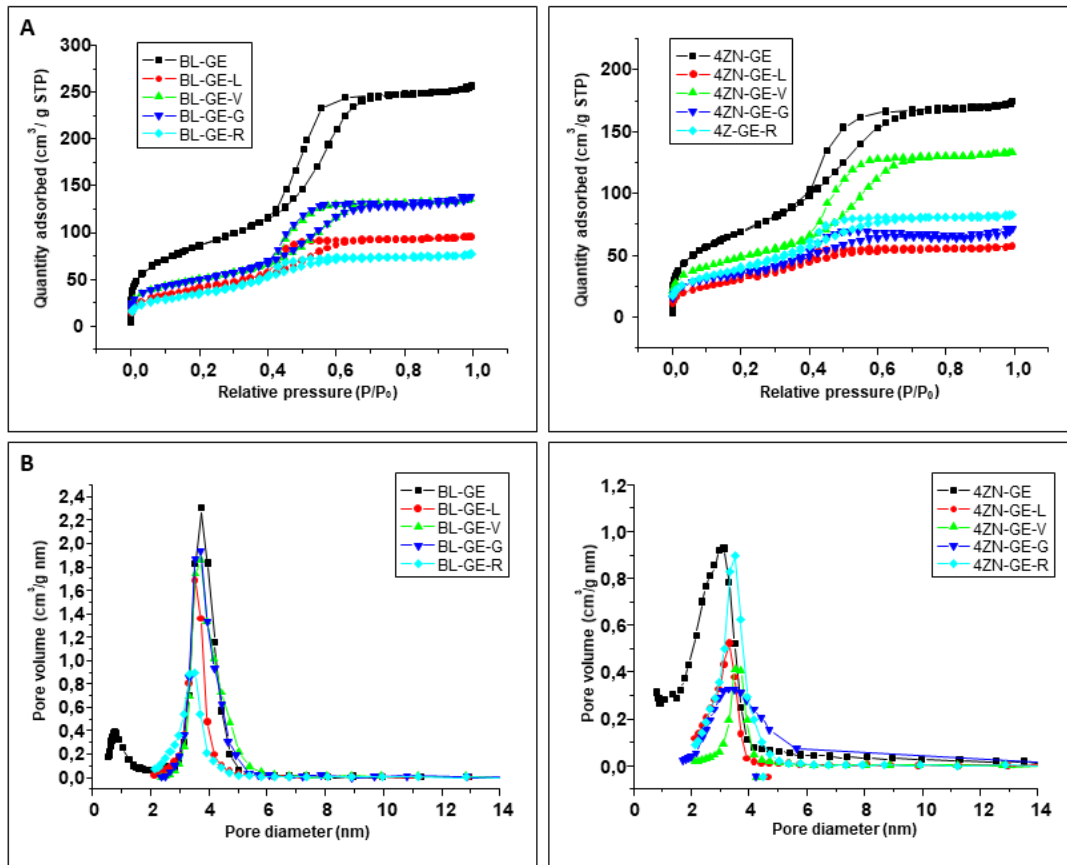 A
300
250
200
150
100
50
0
Quantity adsorbed (cm³/ g STP)
BL-GE
BL-GE-L
BL-GE-V
BL-GE-G
BL-GE-R
0,0 0,2 0,4 0,6 0,8 1,0
Relative pressure (P/P₀)
200
150
100
50
0
Quantity adsorbed (cm³/ g STP)
4ZN-GE
4ZN-GE-L
4ZN-GE-V
4ZN-GE-G
4Z-GE-R
0,0 0,2 0,4 0,6 0,8 1,0
Relative pressure (P/P₀)
B
2,4
2,2
2,0
1,8
1,6
1,4
1,2
1,0
0,8
0,6
0,4
0,2
0,0
Pore volume (cm³/g nm)
BL-GE
BL-GE-L
BL-GE-V
BL-GE-G
BL-GE-R
0 2 4 6 8 10 12 14
Pore diameter (nm)
1,2
1,0
0,8
0,6
0,4
0,2
0,0
Pore volume (cm³/g nm)
4ZN-GE
4ZN-GE-L
4ZN-GE-V
4ZN-GE-G
4ZN-GE-R
0 2 4 6 8 10 12 14
Pore diameter (nm)